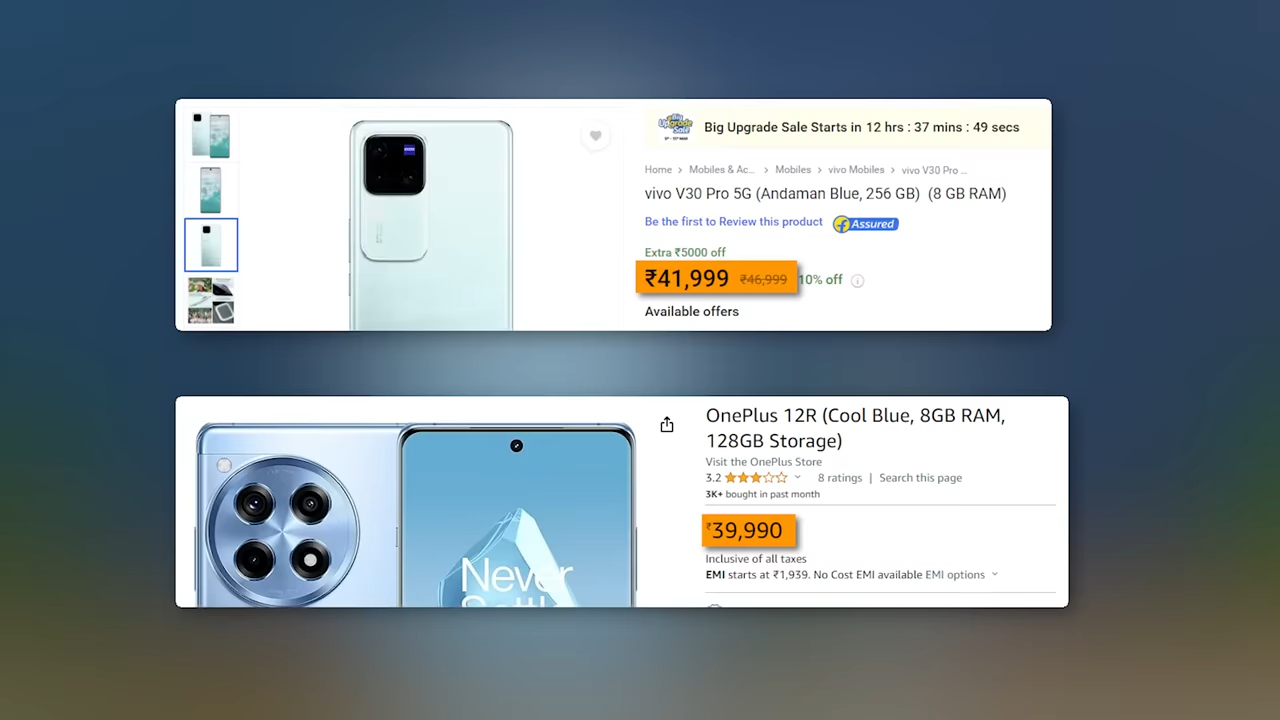 Big Upgrade Sale
Big Upgrade Sale Starts in 12 hrs : 37 mins : 49 secs
Home > Mobiles & Ac... > Mobiles > vivo Mobiles > vivo V30 Pro ...
vivo V30 Pro 5G (Andaman Blue, 256 GB) (8 GB RAM)
Be the first to Review this product
Assured
Extra ₹5000 off
₹41,999 ₹46,999 10% off
Available offers
OnePlus 12R (Cool Blue, 8GB RAM,
128GB Storage)
Visit the OnePlus Store
3.2 8 ratings | Search this page
3K+ bought in past month
₹39,990
Inclusive of all taxes
EMI starts at ₹1,939. No Cost EMI available EMI options
Never
Settle